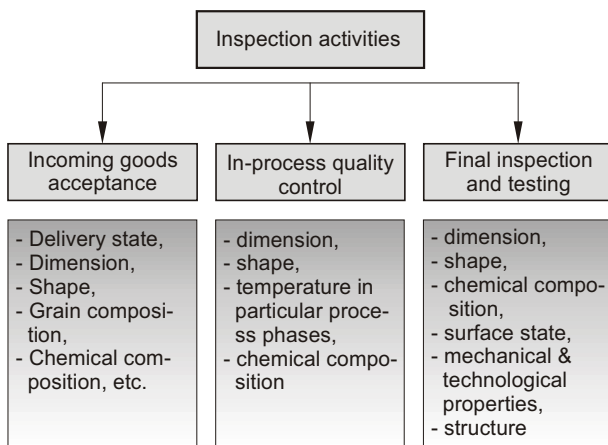 Inspection activities
Incoming goods
acceptance
In-process quality
control
Final inspection
and testing
- Delivery state,
- Dimension,
- Shape,
- Grain composi-
tion,
- Chemical com-
position, etc.
- dimension,
- shape,
- temperature in
particular proce-
ss phases,
- chemical compo-
sition
- dimension,
- shape,
- chemical compo-
sition,
- surface state,
- mechanical &
technological
properties,
- structure